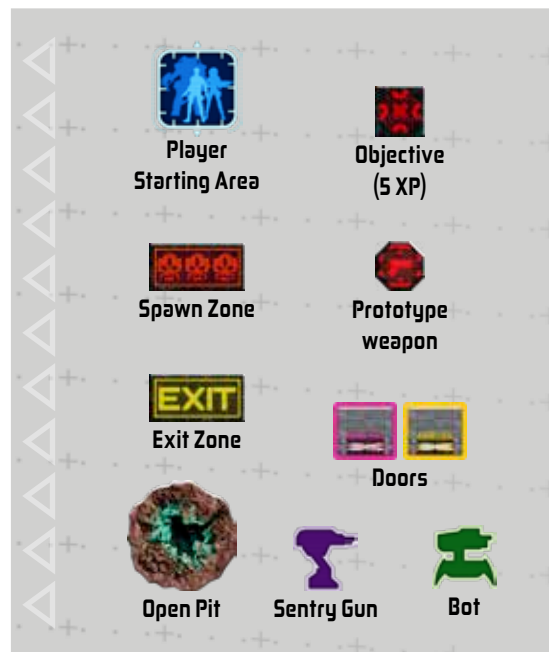 Player
Starting Area
Objective
(5 XP)
Spawn Zone
Prototype
weapon
EXIT
Exit Zone
Doors
Open Pit
Sentry Gun
Bot